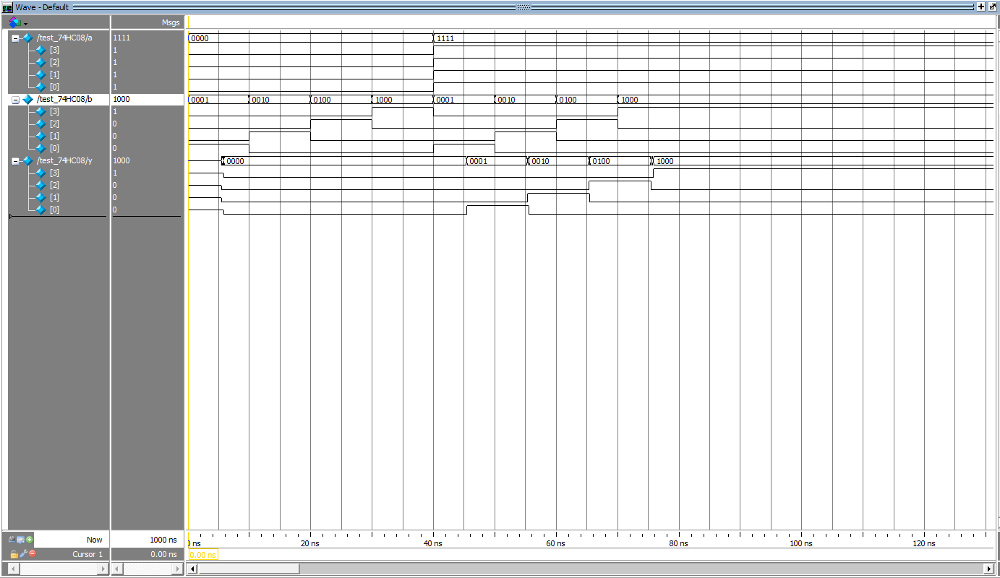 Wave - Default
Msgs
/test_74HC08/a 1111 0000 1111
[3] 1
[2] 1
[1] 1
[0] 1
/test_74HC08/b 1000 0001 0010 0100 1000 0001 0010 0100 1000
[3] 1
[2] 0
[1] 0
[0] 0
/test_74HC08/y 1000 0000 0001 0010 0100 1000
[3] 1
[2] 0
[1] 0
[0] 0
Now 1000 ns 0 ns 20 ns 40 ns 60 ns 80 ns 100 ns 120 ns
Cursor 1 0.00 ns 0.00 ns